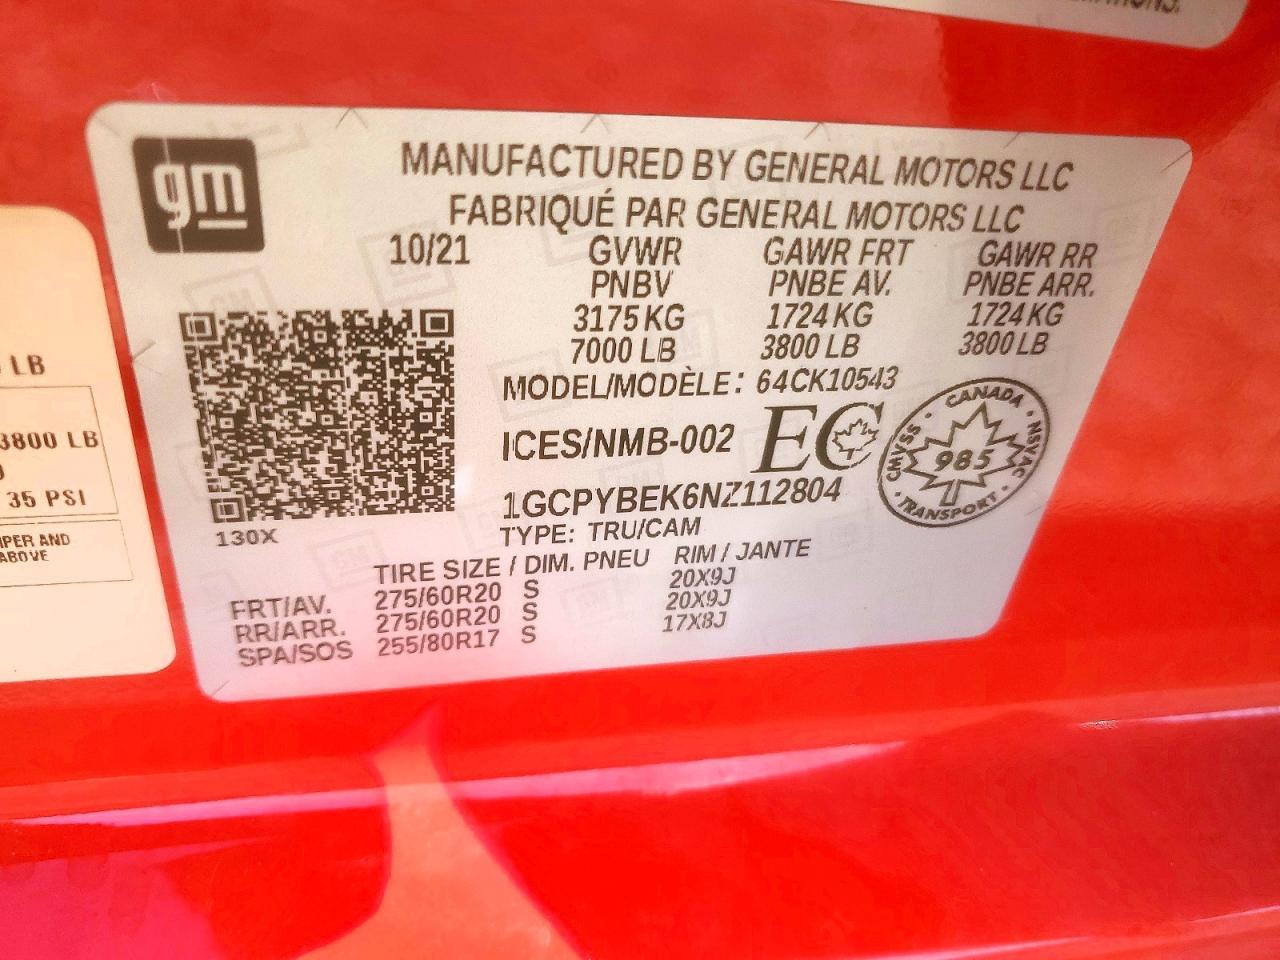 ATIONS.
gm
MANUFACTURED BY GENERAL MOTORS LLC
FABRIQUÉ PAR GENERAL MOTORS LLC
10/21 GVWR GAWR FRT GAWR RR
PNBV PNBE AV. PNBE ARR.
3175 KG 1724 KG 1724 KG
7000 LB 3800 LB 3800 LB
MODEL/MODÈLE: 64CK10543
ICES/NMB-002 EC
CANADA
CMVSS NSVAC
985
TRANSPORT
1GCPYBEK6NZ112804
130X
TYPE: TRU/CAM
TIRE SIZE / DIM. PNEU RIM / JANTE
FRT/AV. 275/60R20 S 20X9J
RR/ARR. 275/60R20 S 20X9J
SPA/SOS 255/80R17 S 17X8J
LB
3800 LB
35 PSI
AND
ABOVE